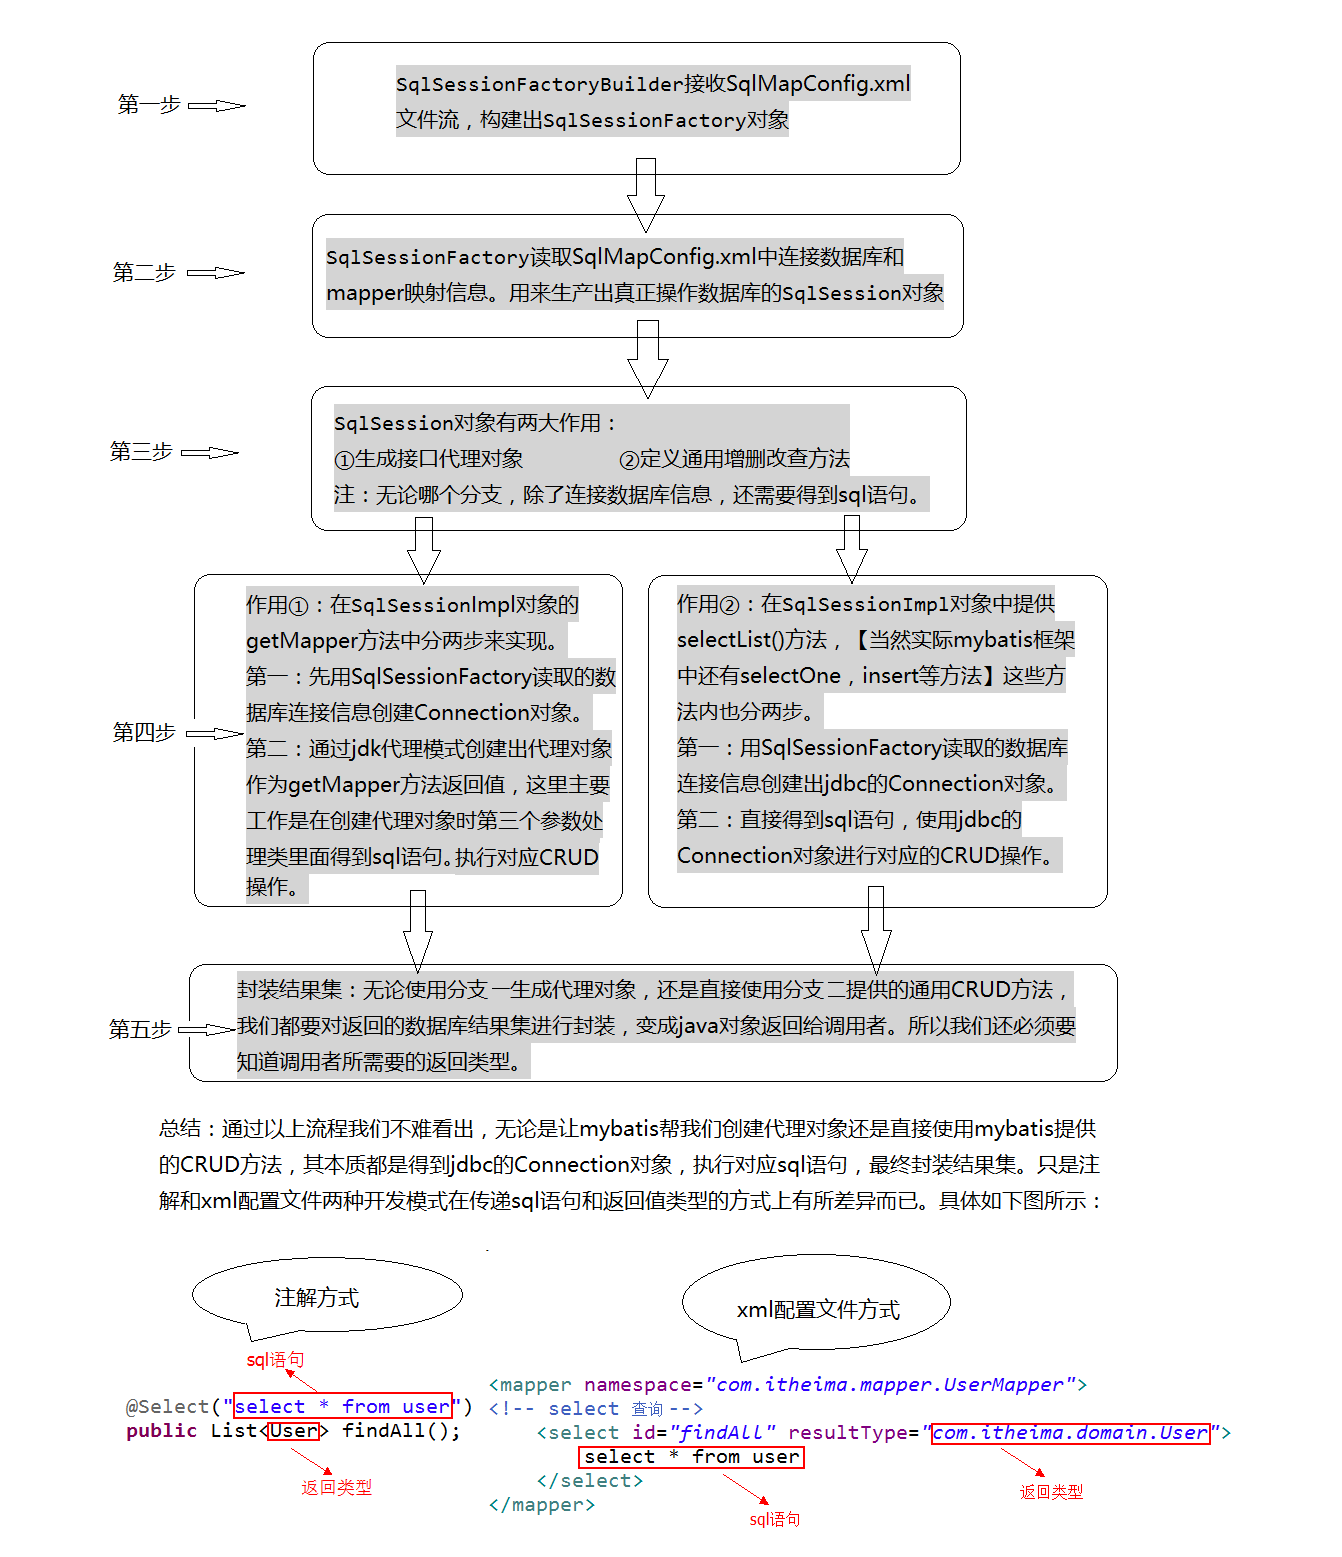 第一步
SqlSessionFactoryBuilder接收SqlMapConfig.xml
文件流，构建出SqlSessionFactory对象
第二步
SqlSessionFactory读取SqlMapConfig.xml中连接数据库和
mapper映射信息。用来生产出真正操作数据库的SqlSession对象
第三步
SqlSession对象有两大作用：
①生成接口代理对象 ②定义通用增删改查方法
注：无论哪个分支，除了连接数据库信息，还需要得到sql语句。
第四步
作用①：在SqlSessionImpl对象的
getMapper方法中分两步来实现。
第一：先用SqlSessionFactory读取的数
据库连接信息创建Connection对象。
第二：通过jdk代理模式创建出代理对象
作为getMapper方法返回值，这里主要
工作是在创建代理对象时第三个参数处
理类里面得到sql语句。执行对应CRUD
操作。
作用②：在SqlSessionImpl对象中提供
selectList()方法，【当然实际mybatis框架
中还有selectOne，insert等方法】这些方
法内也分两步。
第一：用SqlSessionFactory读取的数据库
连接信息创建出jdbc的Connection对象。
第二：直接得到sql语句，使用jdbc的
Connection对象进行对应的CRUD操作。
第五步
封装结果集：无论使用分支一生成代理对象，还是直接使用分支二提供的通用CRUD方法，
我们都要对返回的数据库结果集进行封装，变成java对象返回给调用者。所以我们还必须要
知道调用者所需要的返回类型。
总结：通过以上流程我们不难看出，无论是让mybatis帮我们创建代理对象还是直接使用mybatis提供
的CRUD方法，其本质都是得到jdbc的Connection对象，执行对应sql语句，最终封装结果集。只是注
解和xml配置文件两种开发模式在传递sql语句和返回值类型的方式上有所差异而已。具体如下图所示：
注解方式
sql语句
@Select("select * from user")
public List<User> findAll();
返回类型
xml配置文件方式
<mapper namespace="com.itheima.mapper.UserMapper">
<!-- select 查询 -->
<select id="findAll" resultType="com.itheima.domain.User">
select * from user
</select>
</mapper>
返回类型
sql语句